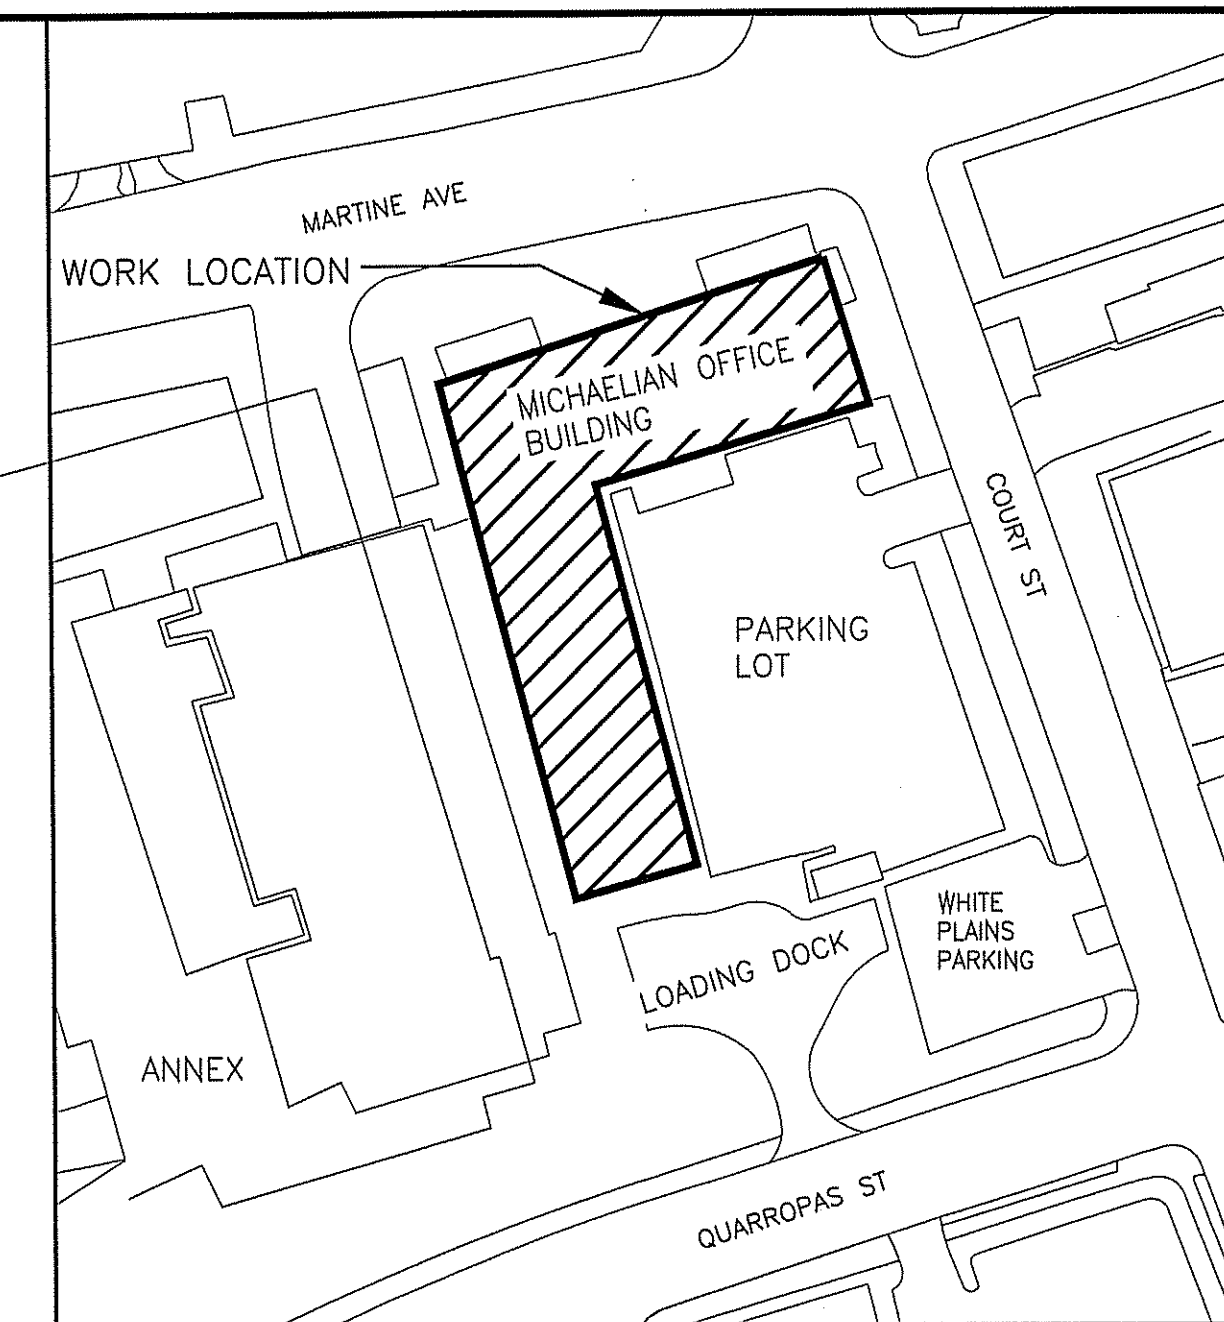 MARTINE AVE
WORK LOCATION
MICHAELIAN OFFICE
BUILDING
COURT ST
PARKING
LOT
WHITE
PLAINS
PARKING
LOADING DOCK
ANNEX
QUARROPAS ST